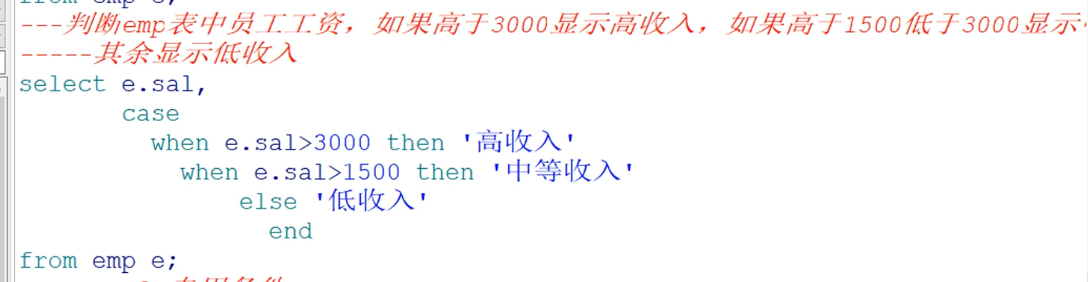 from emp e;
---判断emp表中员工工资，如果高于3000显示高收入，如果高于1500低于3000显示
-----其余显示低收入
select e.sal,
case
when e.sal>3000 then '高收入'
when e.sal>1500 then '中等收入'
else '低收入'
end
from emp e;